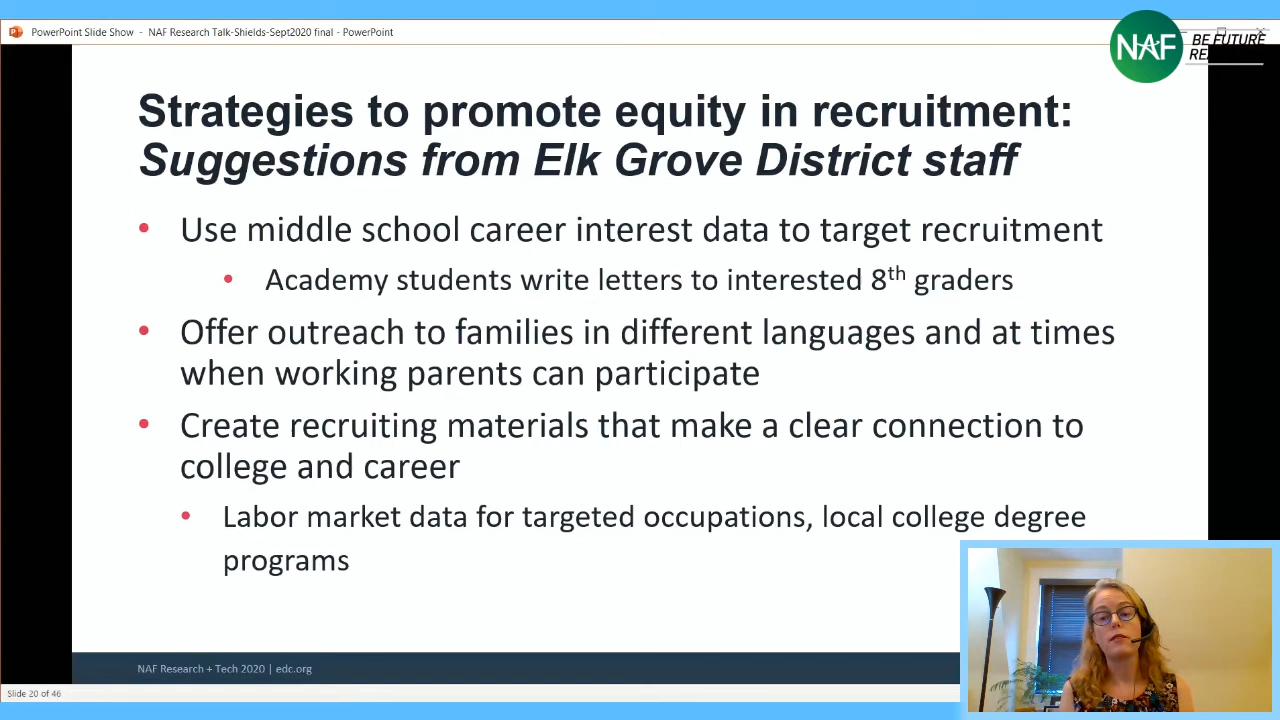 PowerPoint Slide Show - NAF Research Talk-Shields-Sept2020 final - PowerPoint
NAF
BE FUTURE
Strategies to promote equity in recruitment:
Suggestions from Elk Grove District staff
• Use middle school career interest data to target recruitment
• Academy students write letters to interested 8th graders
• Offer outreach to families in different languages and at times
when working parents can participate
• Create recruiting materials that make a clear connection to
college and career
• Labor market data for targeted occupations, local college degree
programs
NAF Research + Tech 2020 | edc.org
Slide 20 of 46